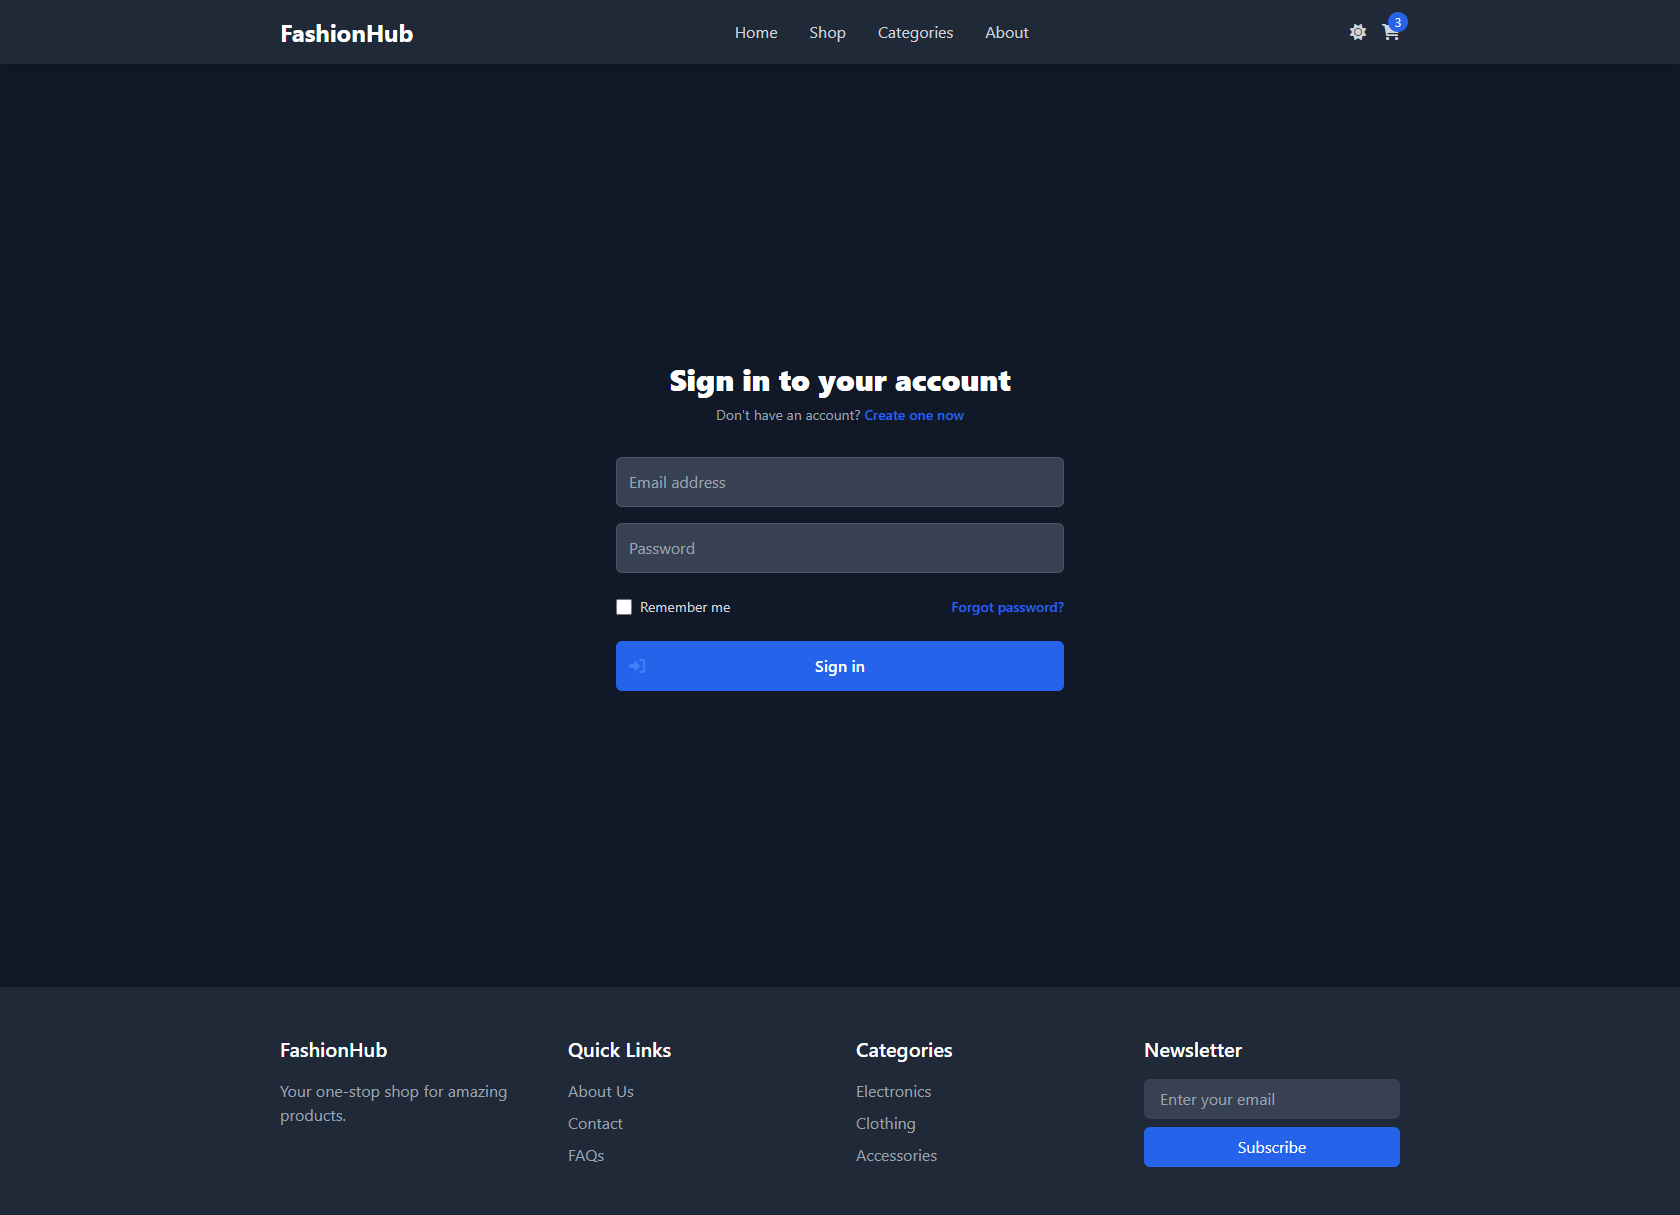 FashionHub
Home
Shop
Categories
About
3
Sign in to your account
Don't have an account? Create one now
Email address
Password
Remember me
Forgot password?
Sign in
FashionHub
Your one-stop shop for amazing
products.
Quick Links
About Us
Contact
FAQs
Categories
Electronics
Clothing
Accessories
Newsletter
Enter your email
Subscribe